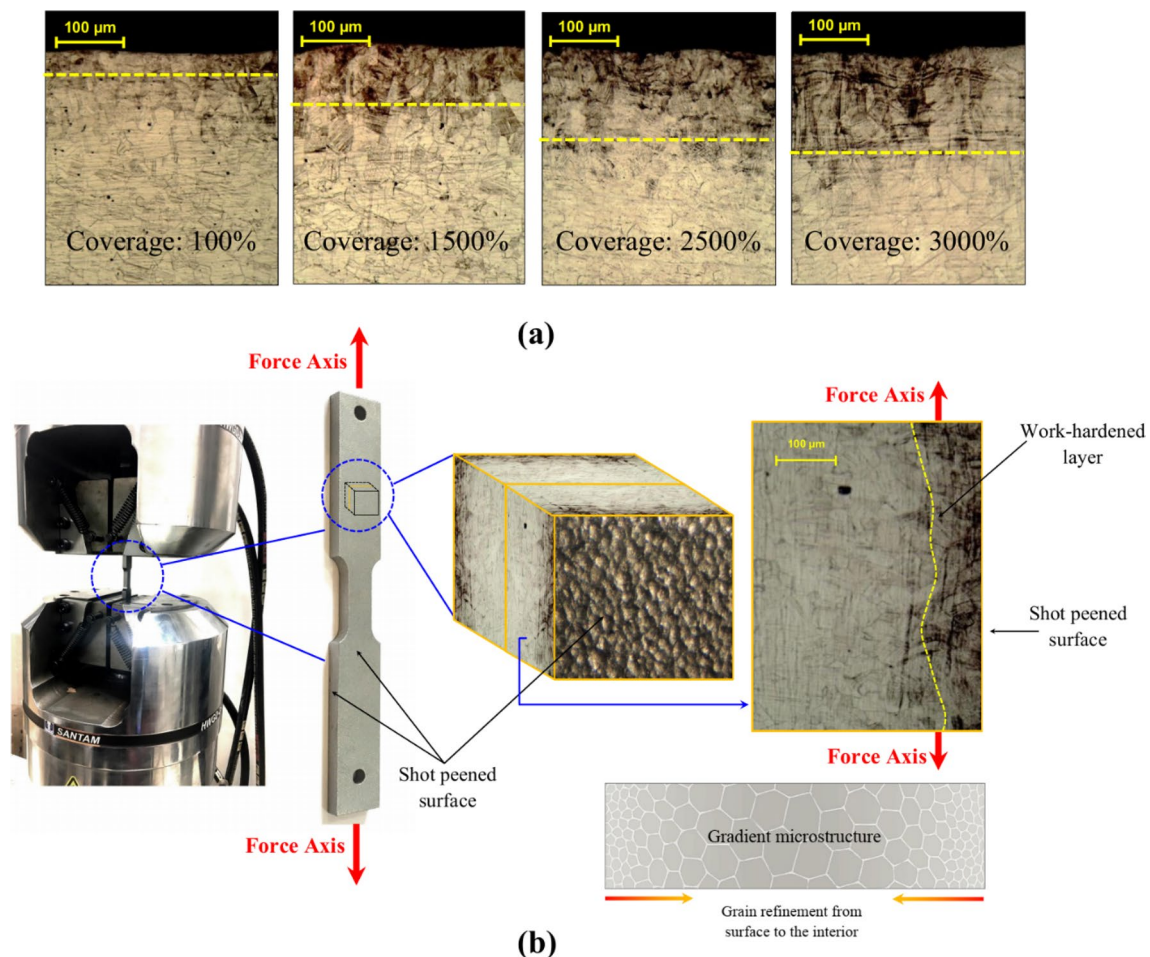 100 µm
100 µm
100 µm
100 µm
Coverage: 100%
Coverage: 1500%
Coverage: 2500%
Coverage: 3000%
(a)
Force Axis
Force Axis
100 µm
Work-hardened
layer
Shot peened
surface
SANTAM
Shot peened
surface
Force Axis
Force Axis
Gradient microstructure
Grain refinement from
surface to the interior
(b)